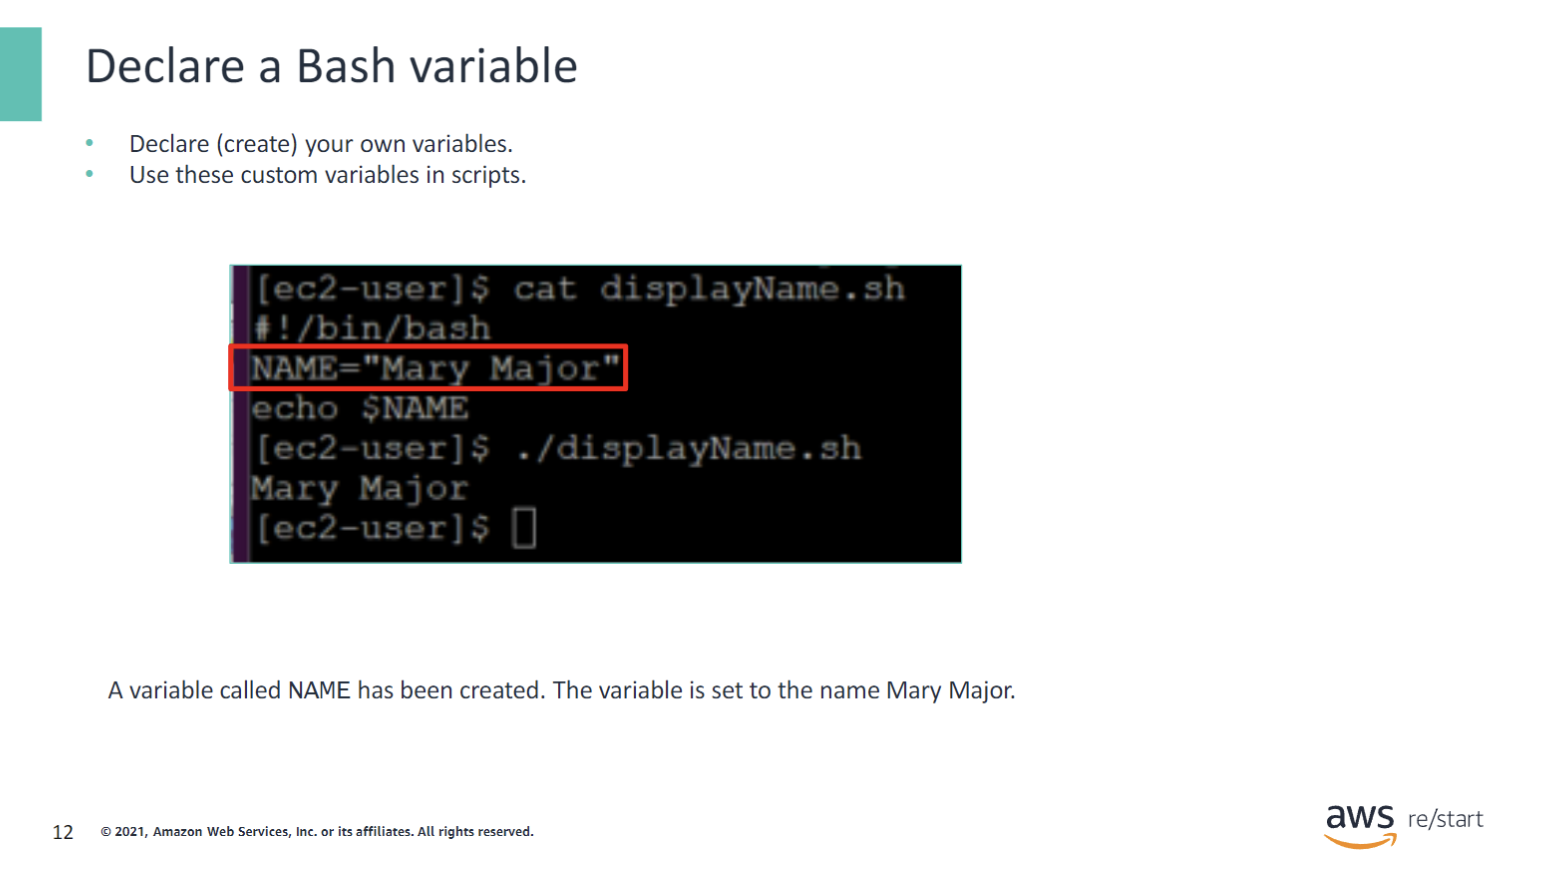 Declare a Bash variable
• Declare (create) your own variables.
• Use these custom variables in scripts.
[ec2-user]$ cat displayName.sh
#!/bin/bash
NAME="Mary Major"
echo $NAME
[ec2-user]$ ./displayName.sh
Mary Major
[ec2-user]$
A variable called NAME has been created. The variable is set to the name Mary Major.
12 © 2021, Amazon Web Services, Inc. or its affiliates. All rights reserved.
aws re/start